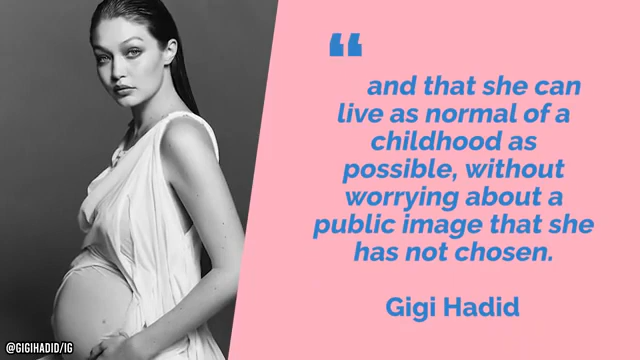 “
and that she can
live as normal of a
childhood as
possible, without
worrying about a
public image that she
has not chosen.
Gigi Hadid
@GIGIHADID/IG